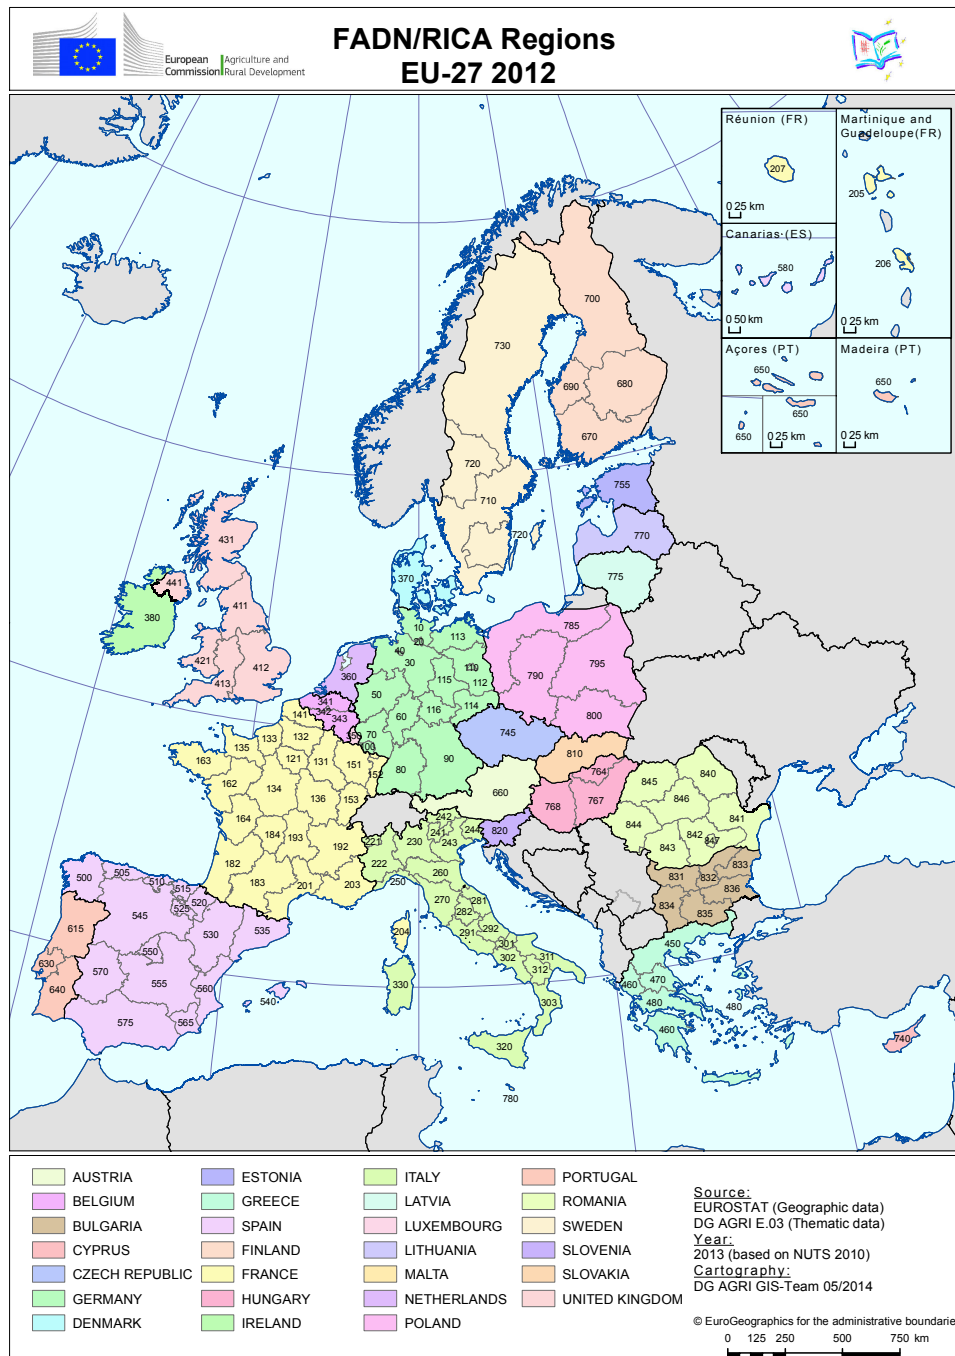 FADN/RICA Regions
EU-27 2012
European
Commission
Agriculture and
Rural Development
Réunion (FR)
207
0 25 km
Martinique and
Guadeloupe(FR)
205
206
0 25 km
Canarias (ES)
580
0 50 km
Açores (PT)
650
650
650
0 25 km
Madeira (PT)
650
0 25 km
700
730
690
680
670
720
710
720
755
770
775
431
441
411
380
421
412
413
370
10
20
113
40
30
110
115
112
50
114
116
60
70
100
80
90
360
341
342
343
350
785
790
795
800
745
810
660
764
768
767
820
845
840
846
844
841
842
847
843
831
832
833
836
834
835
141
132
133
135
163
121
131
151
152
162
134
136
153
164
184
193
192
182
183
201
203
204
221
222
230
242
241
243
244
250
260
270
281
282
291
292
301
302
311
312
303
330
320
500
505
510
515
520
525
545
530
535
550
570
555
560
540
575
565
615
630
640
450
470
460
480
480
460
740
780
AUSTRIA
BELGIUM
BULGARIA
CYPRUS
CZECH REPUBLIC
GERMANY
DENMARK
ESTONIA
GREECE
SPAIN
FINLAND
FRANCE
HUNGARY
IRELAND
ITALY
LATVIA
LUXEMBOURG
LITHUANIA
MALTA
NETHERLANDS
POLAND
PORTUGAL
ROMANIA
SWEDEN
SLOVENIA
SLOVAKIA
UNITED KINGDOM
Source:
EUROSTAT (Geographic data)
DG AGRI E.03 (Thematic data)
Year:
2013 (based on NUTS 2010)
Cartography:
DG AGRI GIS-Team 05/2014
© EuroGeographics for the administrative boundarie
0 125 250 500 750 km